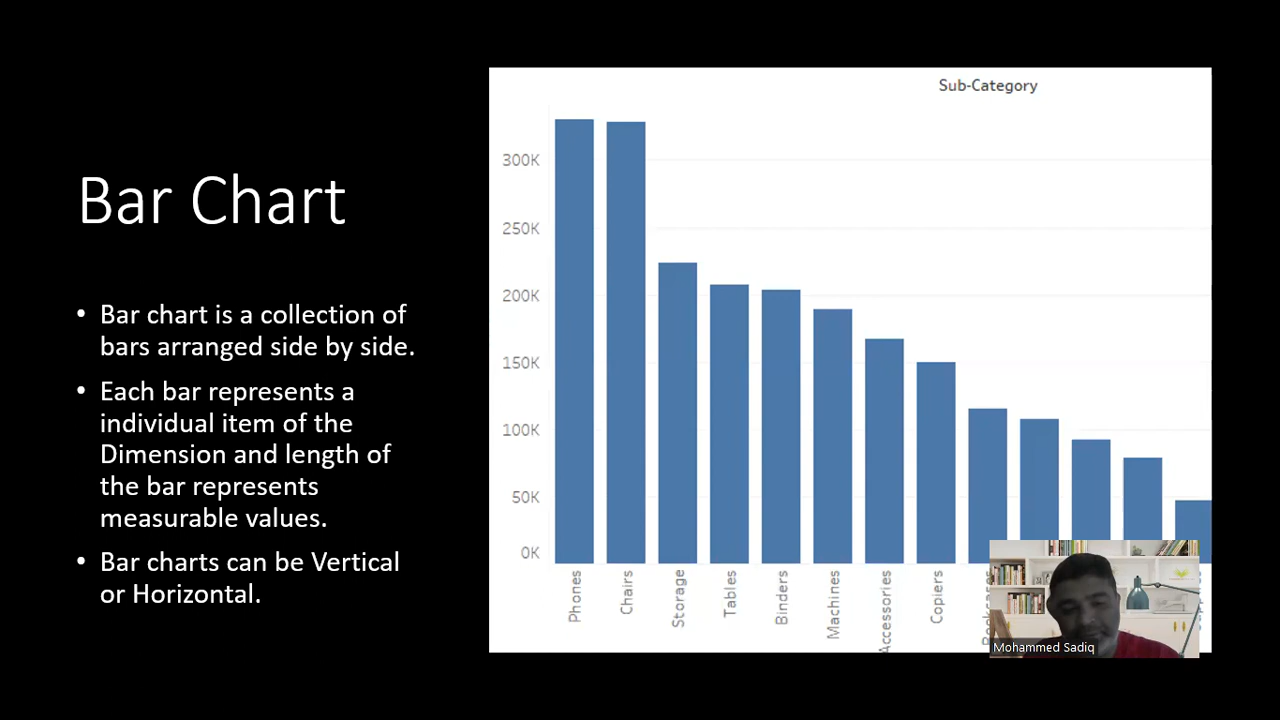 Bar Chart
• Bar chart is a collection of
bars arranged side by side.
• Each bar represents a
individual item of the
Dimension and length of
the bar represents
measurable values.
• Bar charts can be Vertical
or Horizontal.
Sub-Category
300K
250K
200K
150K
100K
50K
0K
Phones
Chairs
Storage
Tables
Binders
Machines
Accessories
Copiers
Mohammed Sadiq